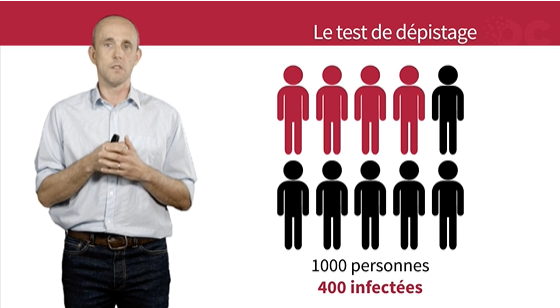 Le test de dépistage
1000 personnes
400 infectées